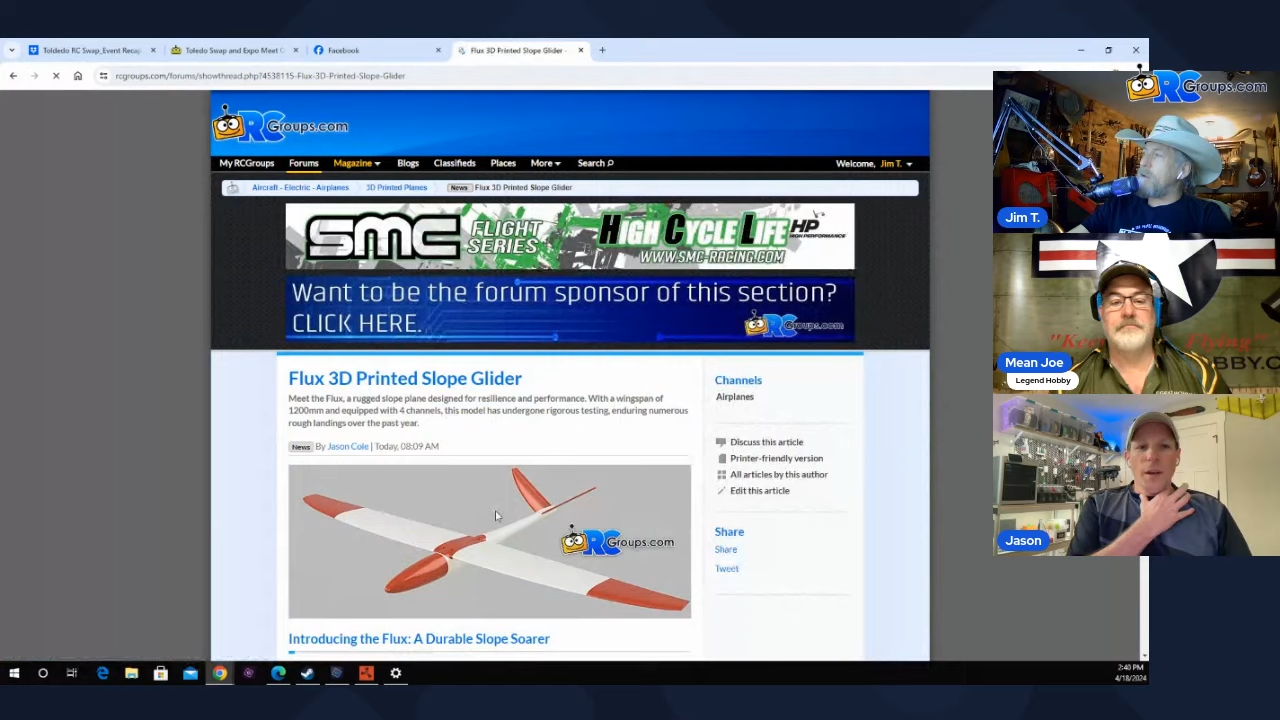 Toldedo RC Swap_Event Recap
Toledo Swap and Expo Meet
Facebook
Flux 3D Printed Slope Glider -
rcgroups.com/forums/showthread.php?4538115-Flux-3D-Printed-Slope-Glider
RCGroups.com
RCGroups.com
My RCGroups Forums Magazine Blogs Classifieds Places More Search
Welcome, Jim T.
Aircraft - Electric - Airplanes 3D Printed Planes News Flux 3D Printed Slope Glider
SMC FLIGHT SERIES HIGH CYCLE LIFE HP HIGH PERFORMANCE
WWW.SMC-RACING.COM
Want to be the forum sponsor of this section?
CLICK HERE.
RCGroups.com
Flux 3D Printed Slope Glider
Meet the Flux, a rugged slope plane designed for resilience and performance. With a wingspan of
1200mm and equipped with 4 channels, this model has undergone rigorous testing, enduring numerous
rough landings over the past year.
News By Jason Cole | Today, 08:09 AM
RCGroups.com
Introducing the Flux: A Durable Slope Soarer
Channels
Airplanes
Discuss this article
Printer-friendly version
All articles by this author
Edit this article
Share
Share
Tweet
Jim T.
"Kee Flying"
BBY.C
Mean Joe
Legend Hobby
Jason
2:40 PM
4/18/2024